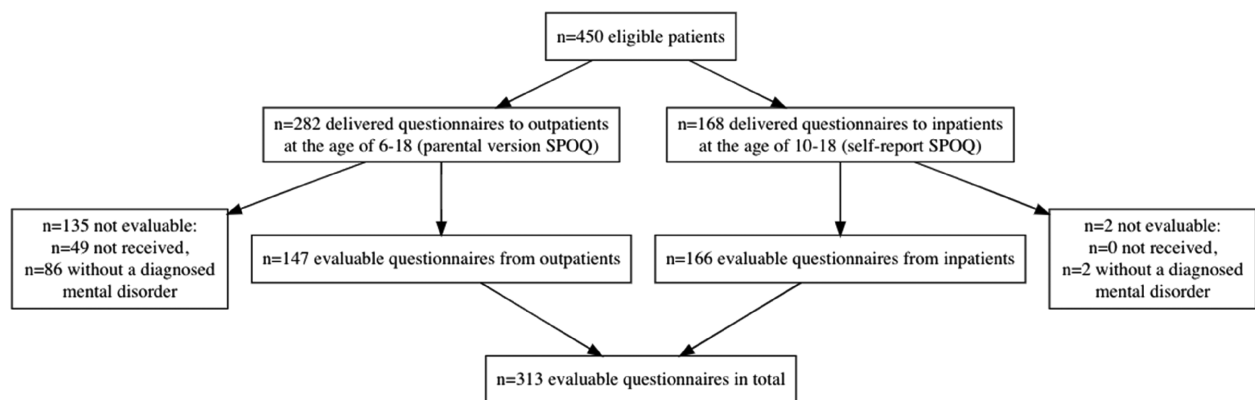 n=450 eligible patients
n=282 delivered questionnaires to outpatients
at the age of 6-18 (parental version SPOQ)
n=168 delivered questionnaires to inpatients
at the age of 10-18 (self-report SPOQ)
n=135 not evaluable:
n=49 not received,
n=86 without a diagnosed
mental disorder
n=147 evaluable questionnaires from outpatients
n=166 evaluable questionnaires from inpatients
n=2 not evaluable:
n=0 not received,
n=2 without a diagnosed
mental disorder
n=313 evaluable questionnaires in total